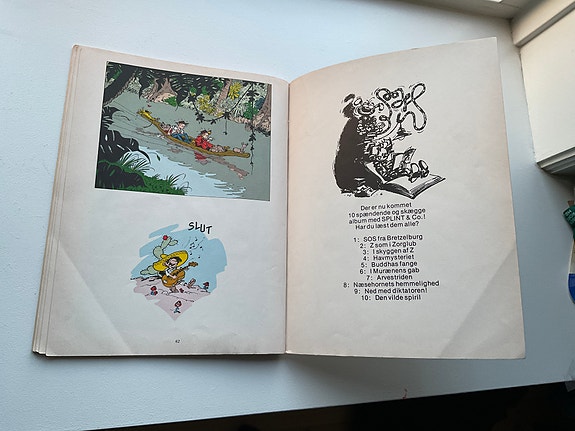 SLUT
62
Der er nu kommet
10 spændende og skægge
album med SPLINT & Co.!
Har du læst dem alle?
1: SOS fra Bretzelburg
2: Z som i Zorglub
3: I skyggen af Z
4: Havmysteriet
5: Buddhas fange
6: I Murænens gab
7: Arvestriden
8: Næsehornets hemmelighed
9: Ned med diktatoren!
10: Den vilde spiril